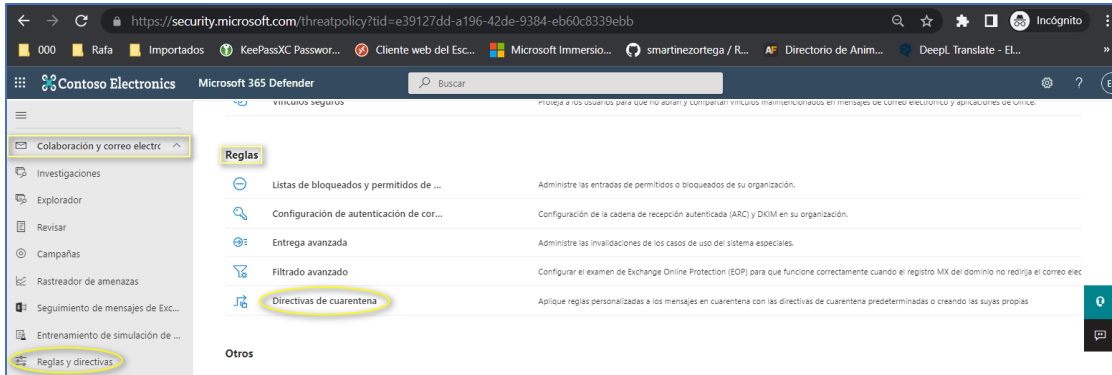 https://security.microsoft.com/threatpolicy?tid=e39127dd-a196-42de-9384-eb60c8339ebb
Incógnito
000 Rafa Importados KeePassXC Passwor... Cliente web del Esc... Microsoft Immersio... smartinezortega / R... AF Directorio de Anim... DeepL Translate - El... »
Contoso Electronics Microsoft 365 Defender Buscar ?
Vínculos seguros Proteja a los usuarios para que no abran y compartan vínculos malintencionados en mensajes de correo electrónico y aplicaciones de Office.
Colaboración y correo electrc
Reglas
Investigaciones
Listas de bloqueados y permitidos de ... Administre las entradas de permitidos o bloqueados de su organización.
Explorador
Configuración de autenticación de cor... Configuración de la cadena de recepción autenticada (ARC) y DKIM en su organización.
Revisar
Entrega avanzada Administre las invalidaciones de los casos de uso del sistema especiales.
Campañas
Filtrado avanzado Configurar el examen de Exchange Online Protection (EOP) para que funcione correctamente cuando el registro MX del dominio no redirija el correo elec
Rastreador de amenazas
Directivas de cuarentena Aplique reglas personalizadas a los mensajes en cuarentena con las directivas de cuarentena predeterminadas o creando las suyas propias
Seguimiento de mensajes de Exc...
Entrenamiento de simulación de ...
Otros
Reglas y directivas